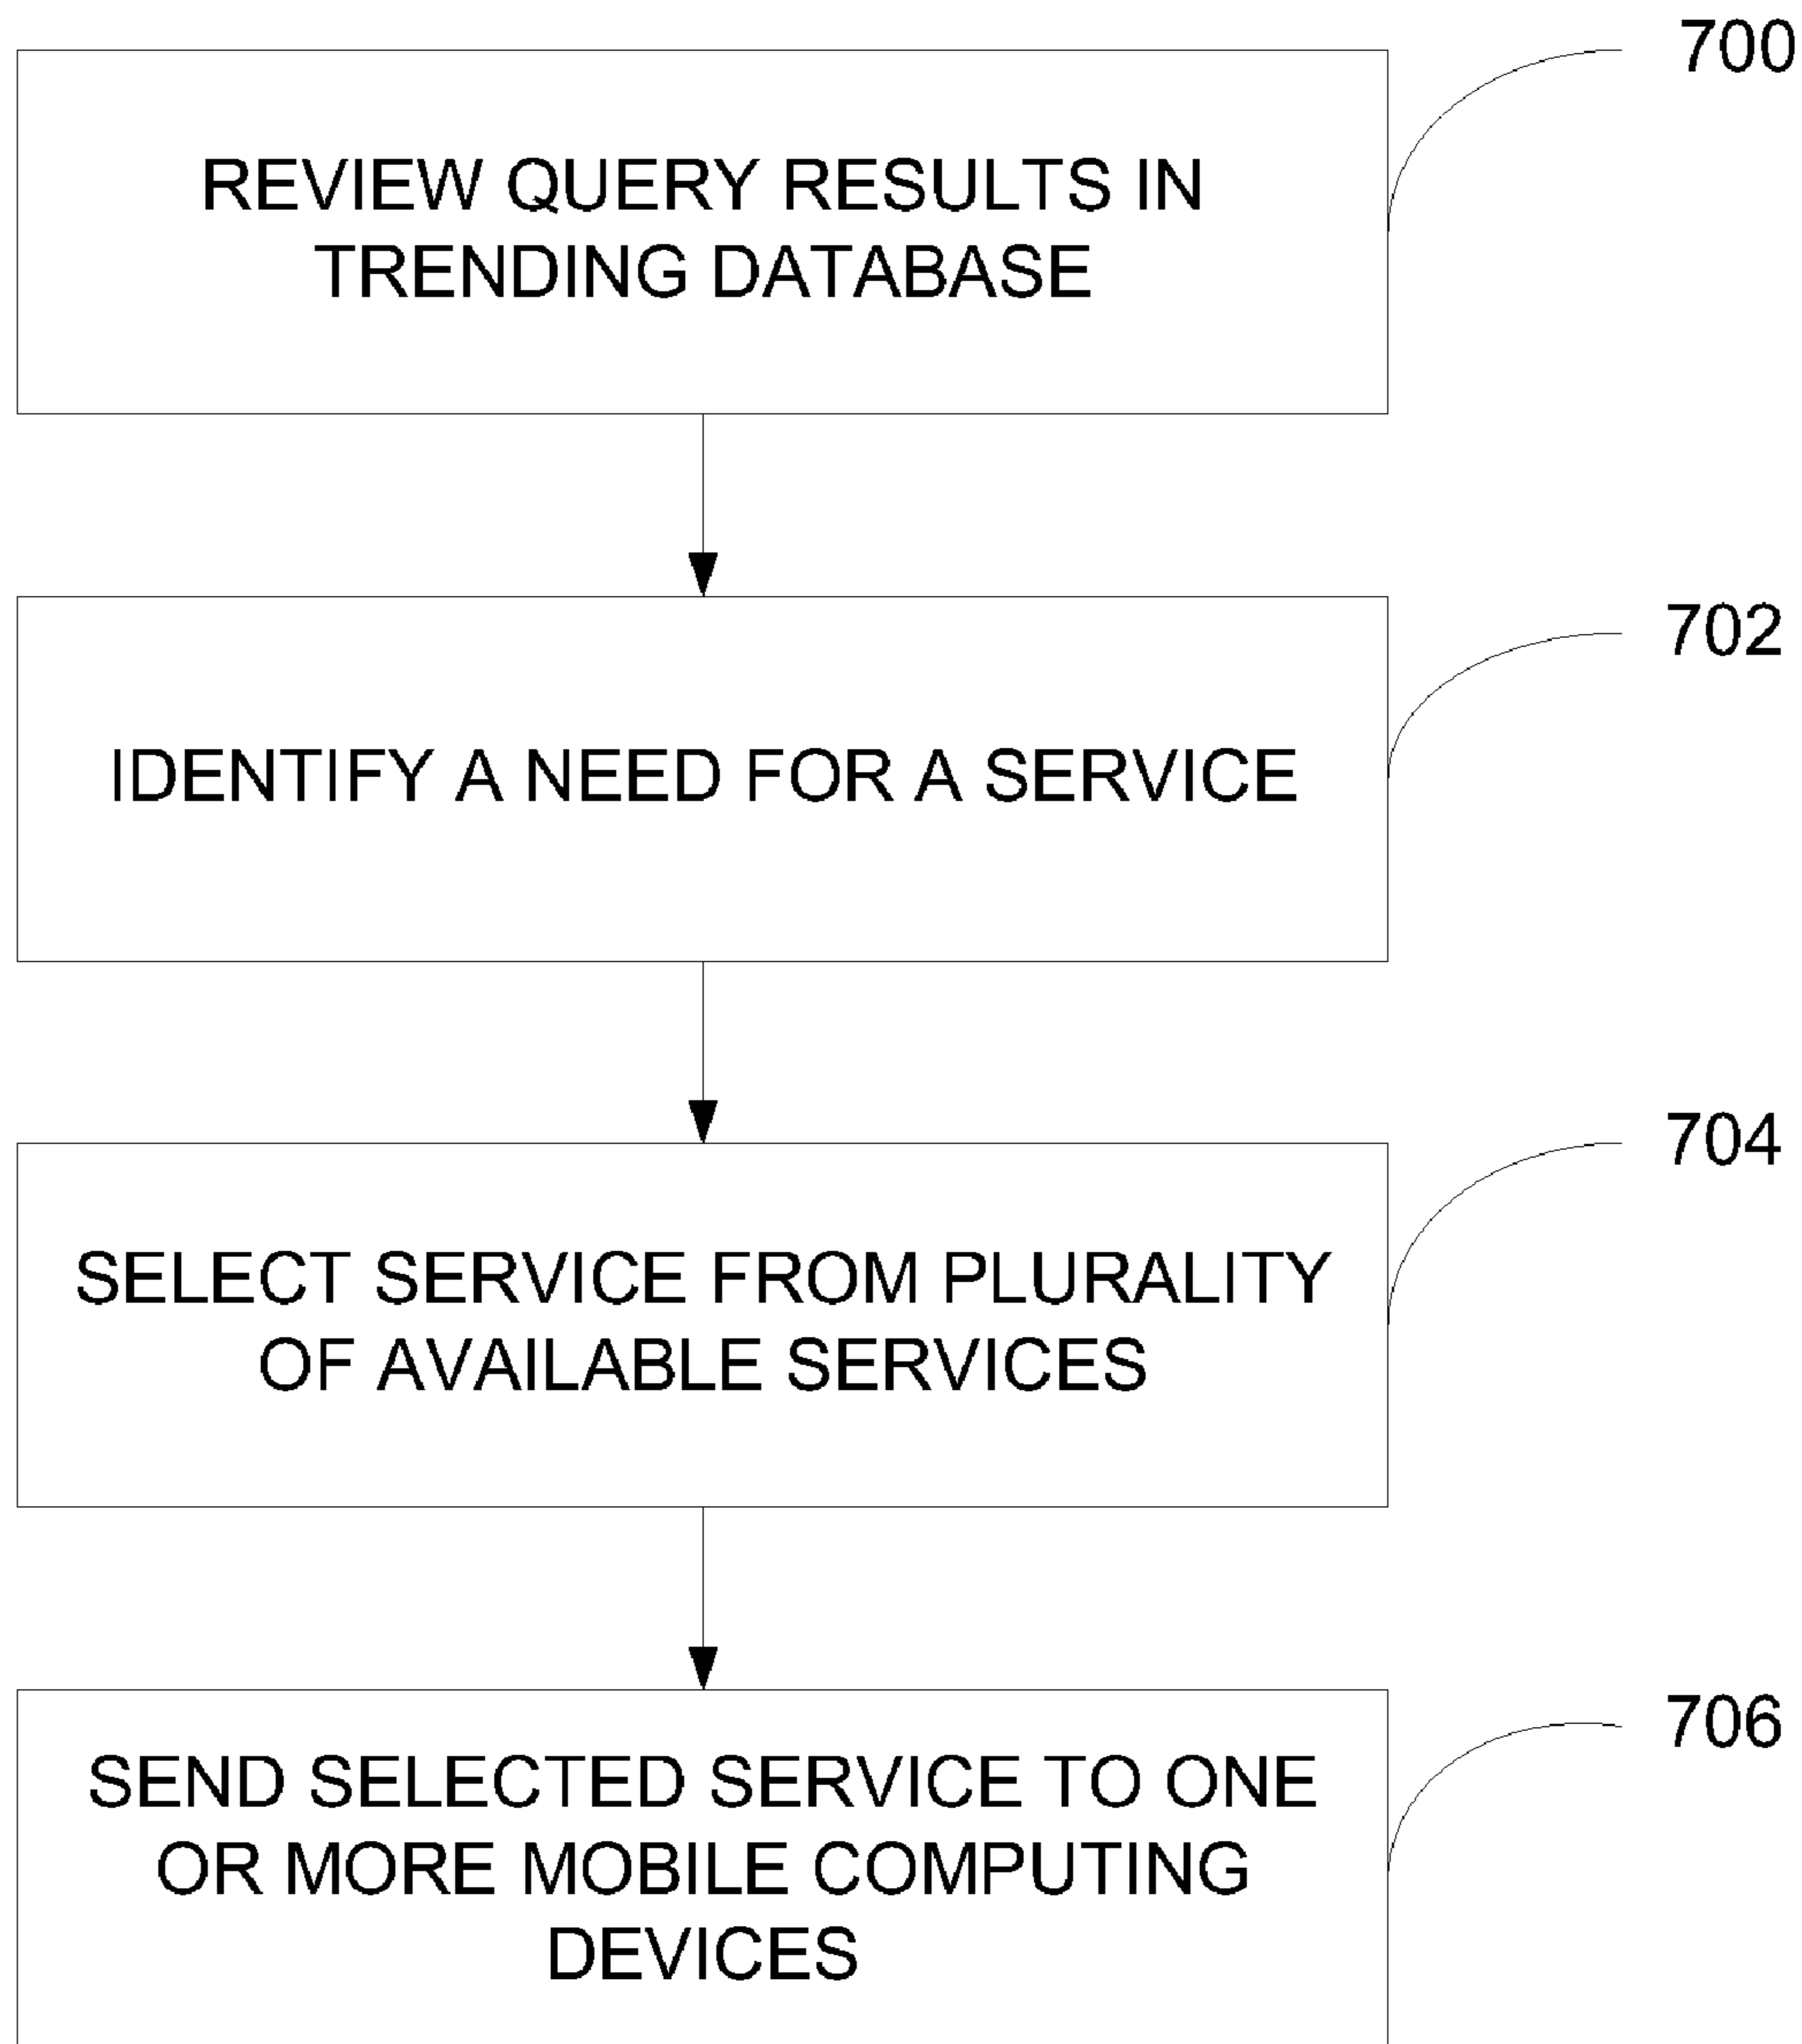 700
REVIEW QUERY RESULTS IN
TRENDING DATABASE
702
IDENTIFY A NEED FOR A SERVICE
704
SELECT SERVICE FROM PLURALITY
OF AVAILABLE SERVICES
706
SEND SELECTED SERVICE TO ONE
OR MORE MOBILE COMPUTING
DEVICES